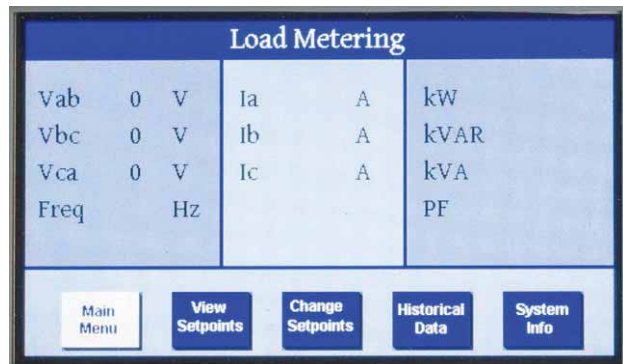 Load Metering
Vab 0 V Ia A kW
Vbc 0 V Ib A kVAR
Vca 0 V Ic A kVA
Freq Hz PF
Main Menu View Setpoints Change Setpoints Historical Data System Info